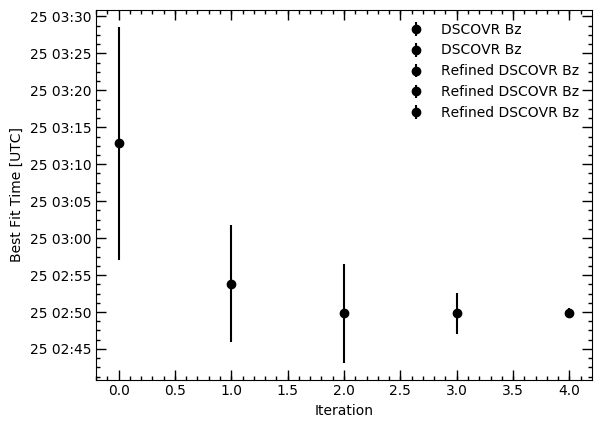 25 03:30
25 03:25
25 03:20
25 03:15
25 03:10
25 03:05
25 03:00
25 02:55
25 02:50
25 02:45
Best Fit Time [UTC]
DSCOVR Bz
DSCOVR Bz
Refined DSCOVR Bz
Refined DSCOVR Bz
Refined DSCOVR Bz
0.0 0.5 1.0 1.5 2.0 2.5 3.0 3.5 4.0
Iteration